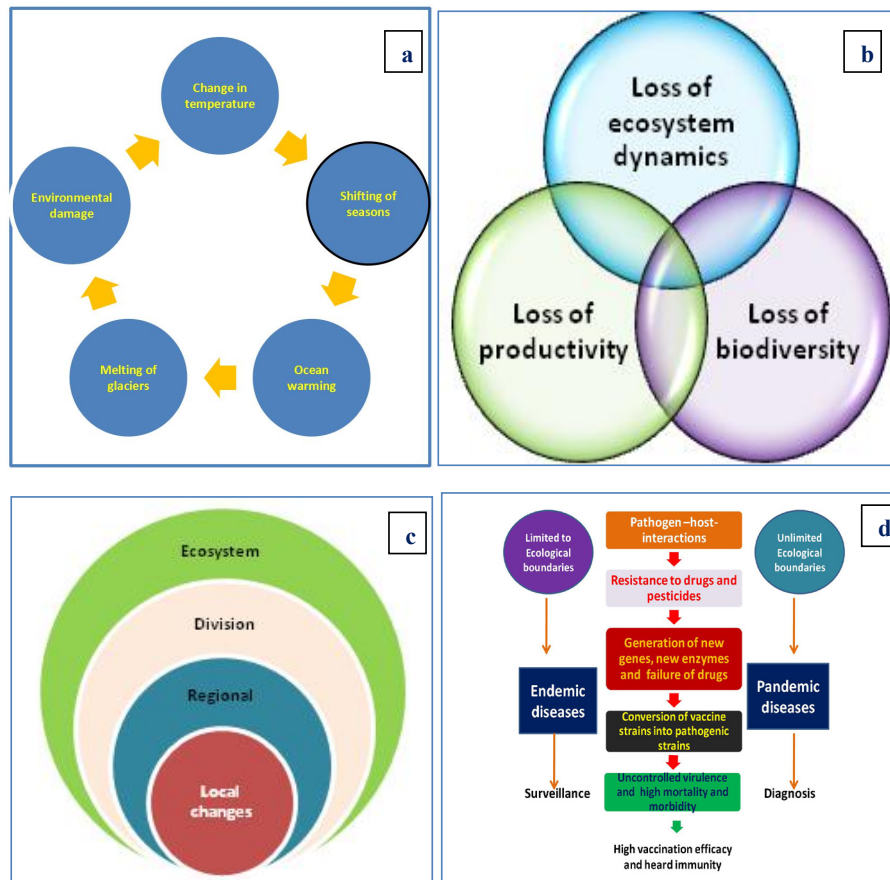 a
Change in
temperature
Shifting of
seasons
Ocean
warming
Melting of
glaciers
Environmental
damage
b
Loss of
ecosystem
dynamics
Loss of
productivity
Loss of
biodiversity
c
Ecosystem
Division
Regional
Local
changes
d
Limited to
Ecological
boundaries
Endemic
diseases
Surveillance
Pathogen –host-
interactions
Resistance to drugs and
pesticides
Generation of new
genes, new enzymes
and failure of drugs
Conversion of vaccine
strains into pathogenic
strains
Uncontrolled virulence
and high mortality and
morbidity
High vaccination efficacy
and heard immunity
Unlimited
Ecological
boundaries
Pandemic
diseases
Diagnosis